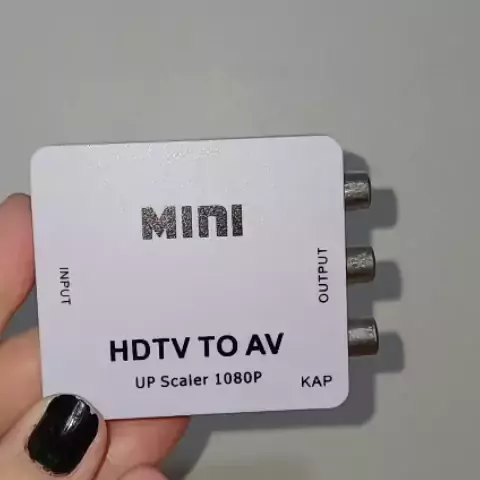 MINI
INPUT
OUTPUT
HDTV TO AV
UP Scaler 1080P
KAP